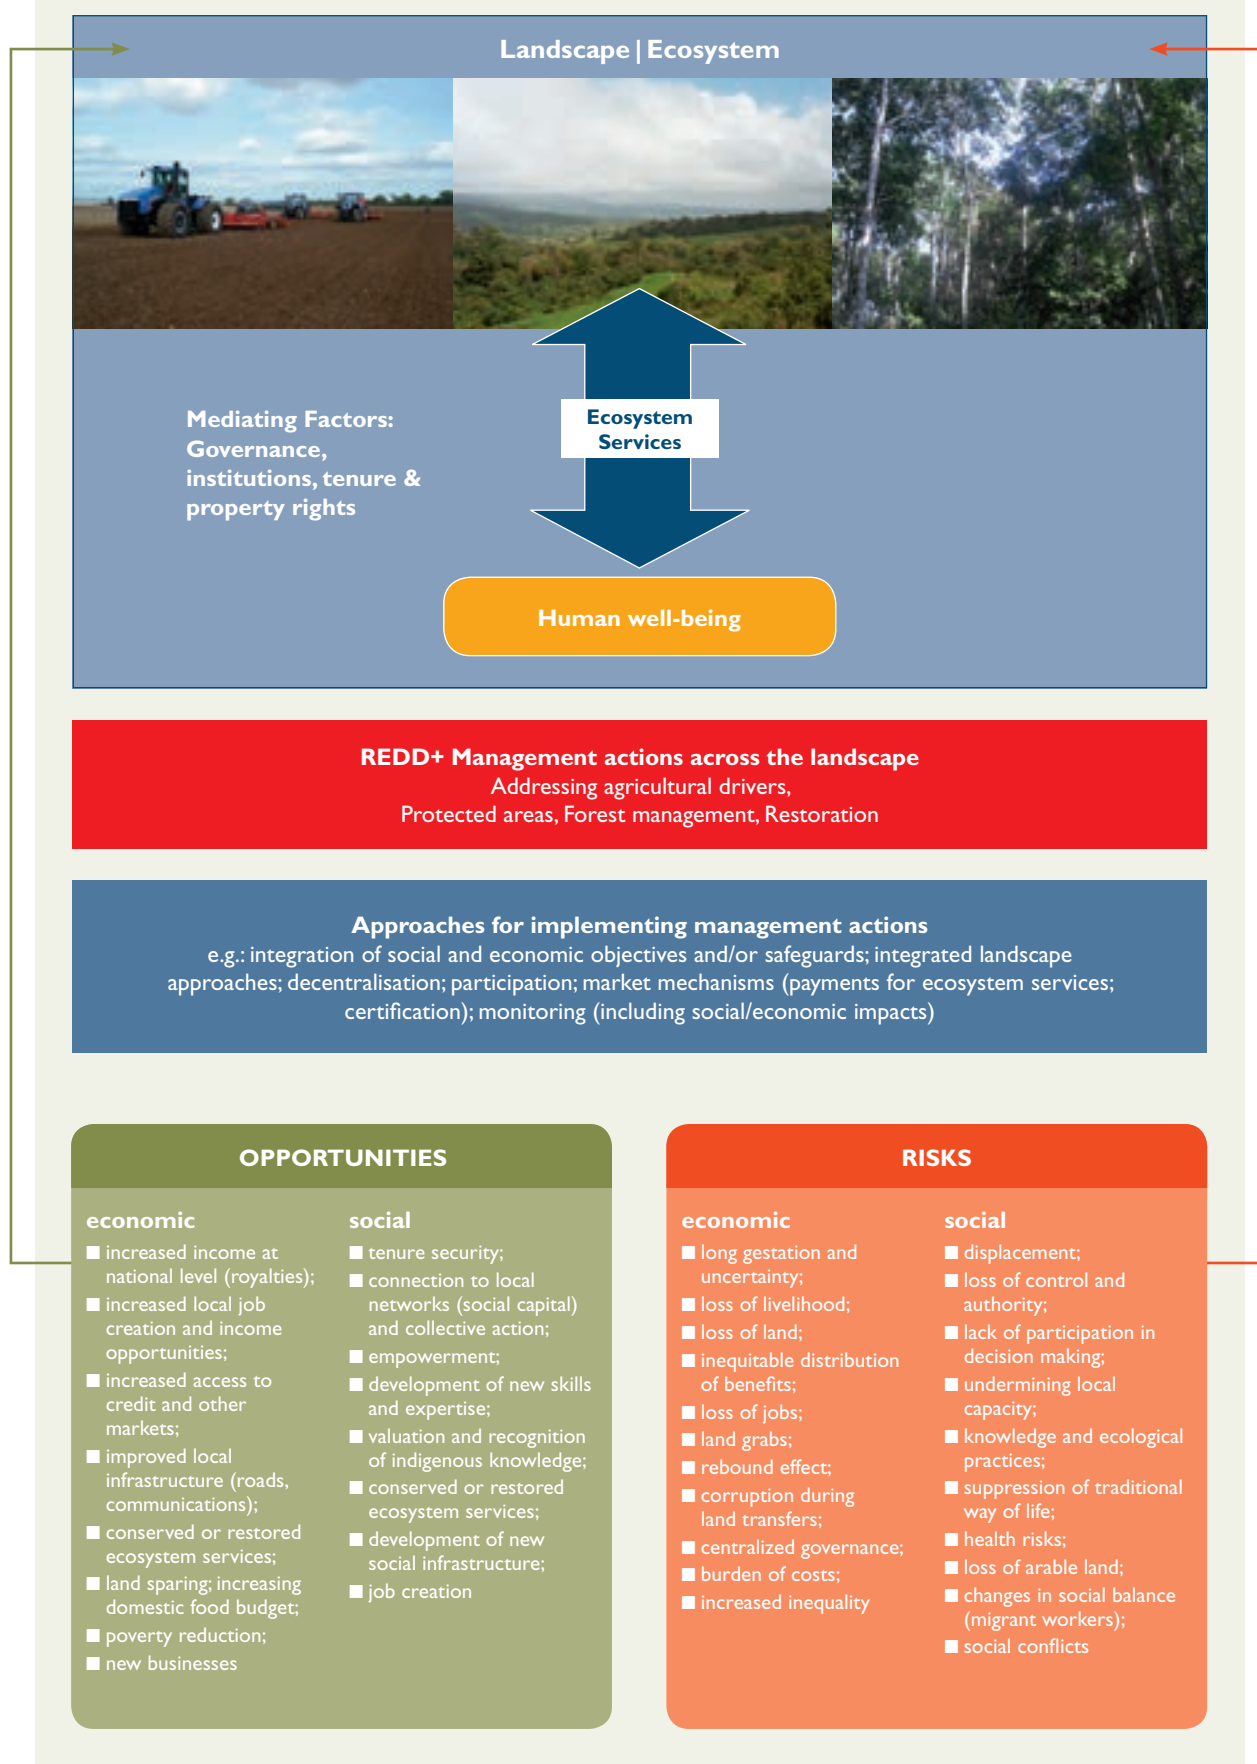 Landscape | Ecosystem
Mediating Factors:
Governance,
institutions, tenure &
property rights
Ecosystem
Services
Human well-being
REDD+ Management actions across the landscape
Addressing agricultural drivers,
Protected areas, Forest management, Restoration
Approaches for implementing management actions
e.g.: integration of social and economic objectives and/or safeguards; integrated landscape
approaches; decentralisation; participation; market mechanisms (payments for ecosystem services;
certification); monitoring (including social/economic impacts)
OPPORTUNITIES
economic
■ increased income at
national level (royalties);
■ increased local job
creation and income
opportunities;
■ increased access to
credit and other
markets;
■ improved local
infrastructure (roads,
communications);
■ conserved or restored
ecosystem services;
■ land sparing; increasing
domestic food budget;
■ poverty reduction;
■ new businesses
social
■ tenure security;
■ connection to local
networks (social capital)
and collective action;
■ empowerment;
■ development of new skills
and expertise;
■ valuation and recognition
of indigenous knowledge;
■ conserved or restored
ecosystem services;
■ development of new
social infrastructure;
■ job creation
RISKS
economic
■ long gestation and
uncertainty;
■ loss of livelihood;
■ loss of land;
■ inequitable distribution
of benefits;
■ loss of jobs;
■ land grabs;
■ rebound effect;
■ corruption during
land transfers;
■ centralized governance;
■ burden of costs;
■ increased inequality
social
■ displacement;
■ loss of control and
authority;
■ lack of participation in
decision making;
■ undermining local
capacity;
■ knowledge and ecological
practices;
■ suppression of traditional
way of life;
■ health risks;
■ loss of arable land;
■ changes in social balance
(migrant workers);
■ social conflicts